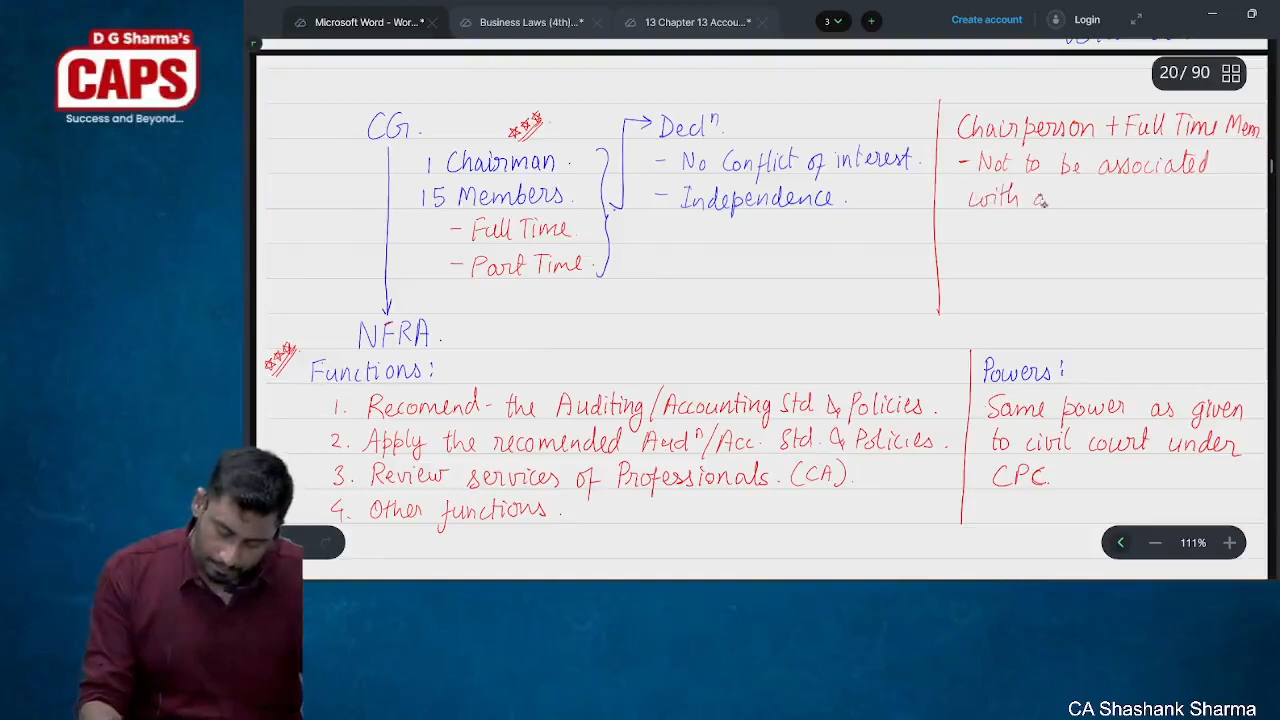 Microsoft Word - Wor...*
Business Laws (4th)...*
13 Chapter 13 Accou...*
3
Create account
Login
D G Sharma's
CAPS
Success and Beyond...
20/ 90
CG.
1 Chairman.
15 Members.
- Full Time.
- Part Time.
NFRA.
Declⁿ.
- No Conflict of interest.
- Independence.
Chairperson + Full Time Mem
- Not to be associated
with a
Functions:
1. Recomend- the Auditing/Accounting Std & Policies.
2. Apply the recomended Audⁿ/Acc. Std. & Policies.
3. Review services of Professionals. (CA).
4. Other functions.
Powers:
Same power as given
to civil court under
CPC.
111%
CA Shashank Sharma